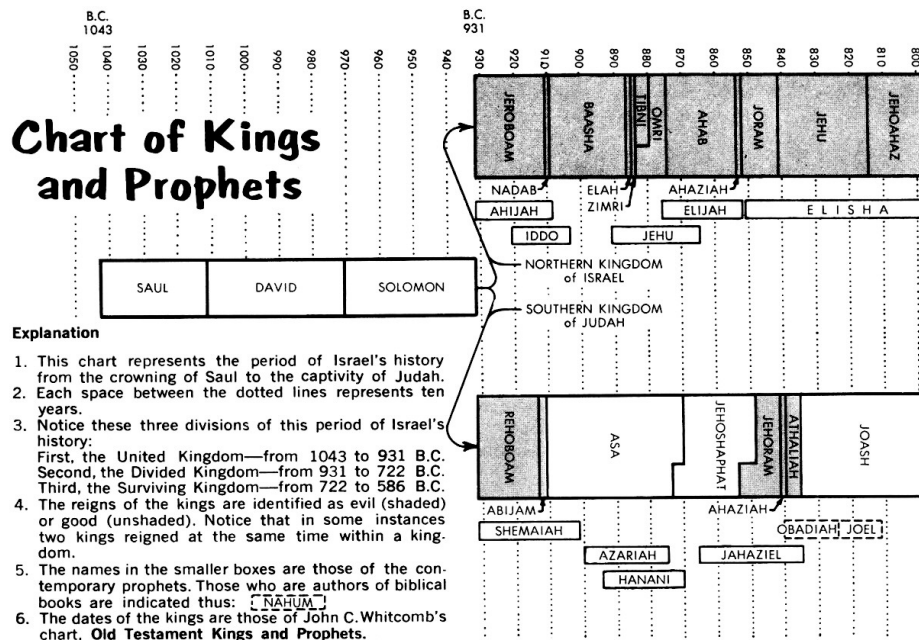 B.C.
1043
B.C.
931
1050
1040
1030
1020
1010
1000
990
980
970
960
950
940
930
920
910
900
890
880
870
860
850
840
830
820
810
800
Chart of Kings
and Prophets
JEROBOAM
BAASHA
TIBNI
OMRI
AHAB
JORAM
JEHU
JEHOAHAZ
NADAB
ELAH
ZIMRI
AHAZIAH
AHIJAH
ELIJAH
ELISHA
IDDO
JEHU
NORTHERN KINGDOM
of ISRAEL
SAUL
DAVID
SOLOMON
SOUTHERN KINGDOM
of JUDAH
Explanation
1. This chart represents the period of Israel's history
from the crowning of Saul to the captivity of Judah.
2. Each space between the dotted lines represents ten
years.
3. Notice these three divisions of this period of Israel's
history:
First, the United Kingdom—from 1043 to 931 B.C.
Second, the Divided Kingdom—from 931 to 722 B.C.
Third, the Surviving Kingdom—from 722 to 586 B.C.
4. The reigns of the kings are identified as evil (shaded)
or good (unshaded). Notice that in some instances
two kings reigned at the same time within a king-
dom.
5. The names in the smaller boxes are those of the con-
temporary prophets. Those who are authors of biblical
books are indicated thus: NAHUM
6. The dates of the kings are those of John C. Whitcomb's
chart, Old Testament Kings and Prophets.
REHOBOAM
ASA
JEHOSHAPHAT
JEHORAM
ATHALIAH
JOASH
ABIJAM
AHAZIAH
SHEMAIAH
OBADIAH
JOEL
AZARIAH
JAHAZIEL
HANANI